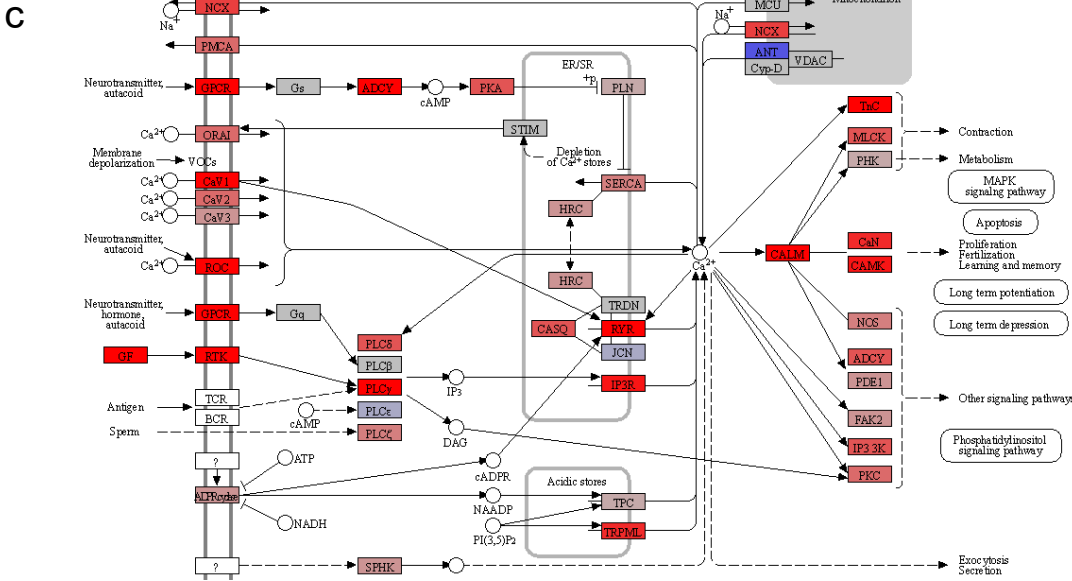 C
NCX
Na+
PMCA
Neurotransmitter,
autacoid
GPCR
Gs
ADCY
cAMP
PKA
+p
ER/SR
PLN
MCU
Na+
NCX
ANT
Cyp-D
VDAC
Ca2+
ORAI
STIM
Depletion
of Ca2+ stores
Membrane
depolarization
VOCs
Ca2+
CaV1
Ca2+
CaV2
Ca2+
CaV3
SERCA
HRC
Neurotransmitter,
autacoid
Ca2+
ROC
HRC
Ca2+
CALM
TnC
MLCK
PHK
Contraction
Metabolism
MAPK
signalng pathway
Apoptosis
CaN
CAMK
Proliferation
Fertilization
Learning and memory
Long term potentiation
Long term depression
Neurotransmitter,
hormone,
autacoid
GPCR
Gq
TRDN
CASQ
RYR
JCN
IP3R
GF
RTK
PLCδ
PLCβ
PLCγ
PLCε
PLCζ
IP3
DAG
TCR
BCR
Antigen
Sperm
cAMP
NOS
ADCY
PDE1
FAK2
IP3 3K
PKC
Other signaling pathways
Phosphatidylinositol
signaling pathway
?
ATP
NADH
cADPR
NAADP
PI(3,5)P2
Acidic stores
TPC
TRPML
?
SPHK
Exocytosis
Secretion